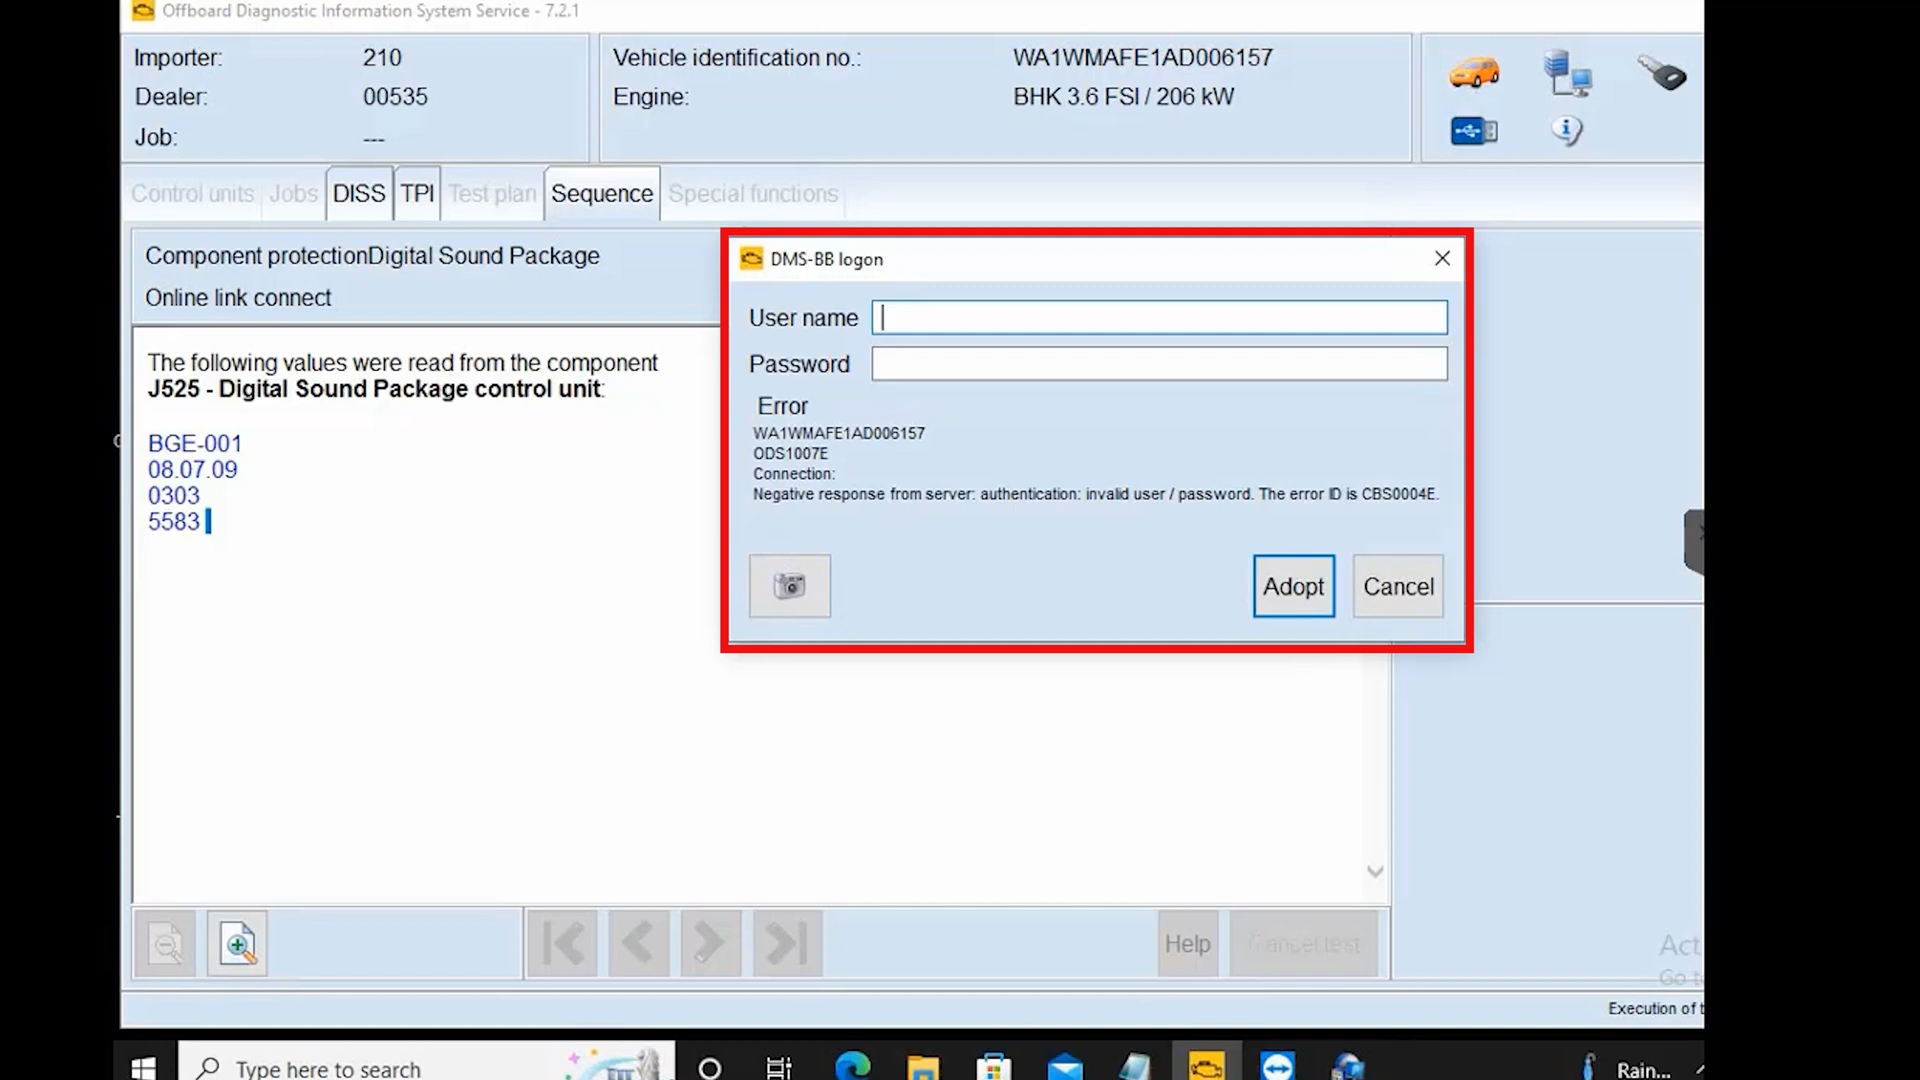 Offboard Diagnostic Information System Service - 7.2.1
Importer: 210
Dealer: 00535
Job: ---
Vehicle identification no.: WA1WMAFE1AD006157
Engine: BHK 3.6 FSI / 206 kW
Control units Jobs DISS TPI Test plan Sequence Special functions
Component protectionDigital Sound Package
Online link connect
The following values were read from the component
J525 - Digital Sound Package control unit:
BGE-001
08.07.09
0303
5583
DMS-BB logon
User name
Password
Error
WA1WMAFE1AD006157
ODS1007E
Connection:
Negative response from server: authentication: invalid user / password. The error ID is CBS0004E.
Adopt Cancel
Help Cancel test
Act
Go to
Execution of t
Type here to search
Rain...